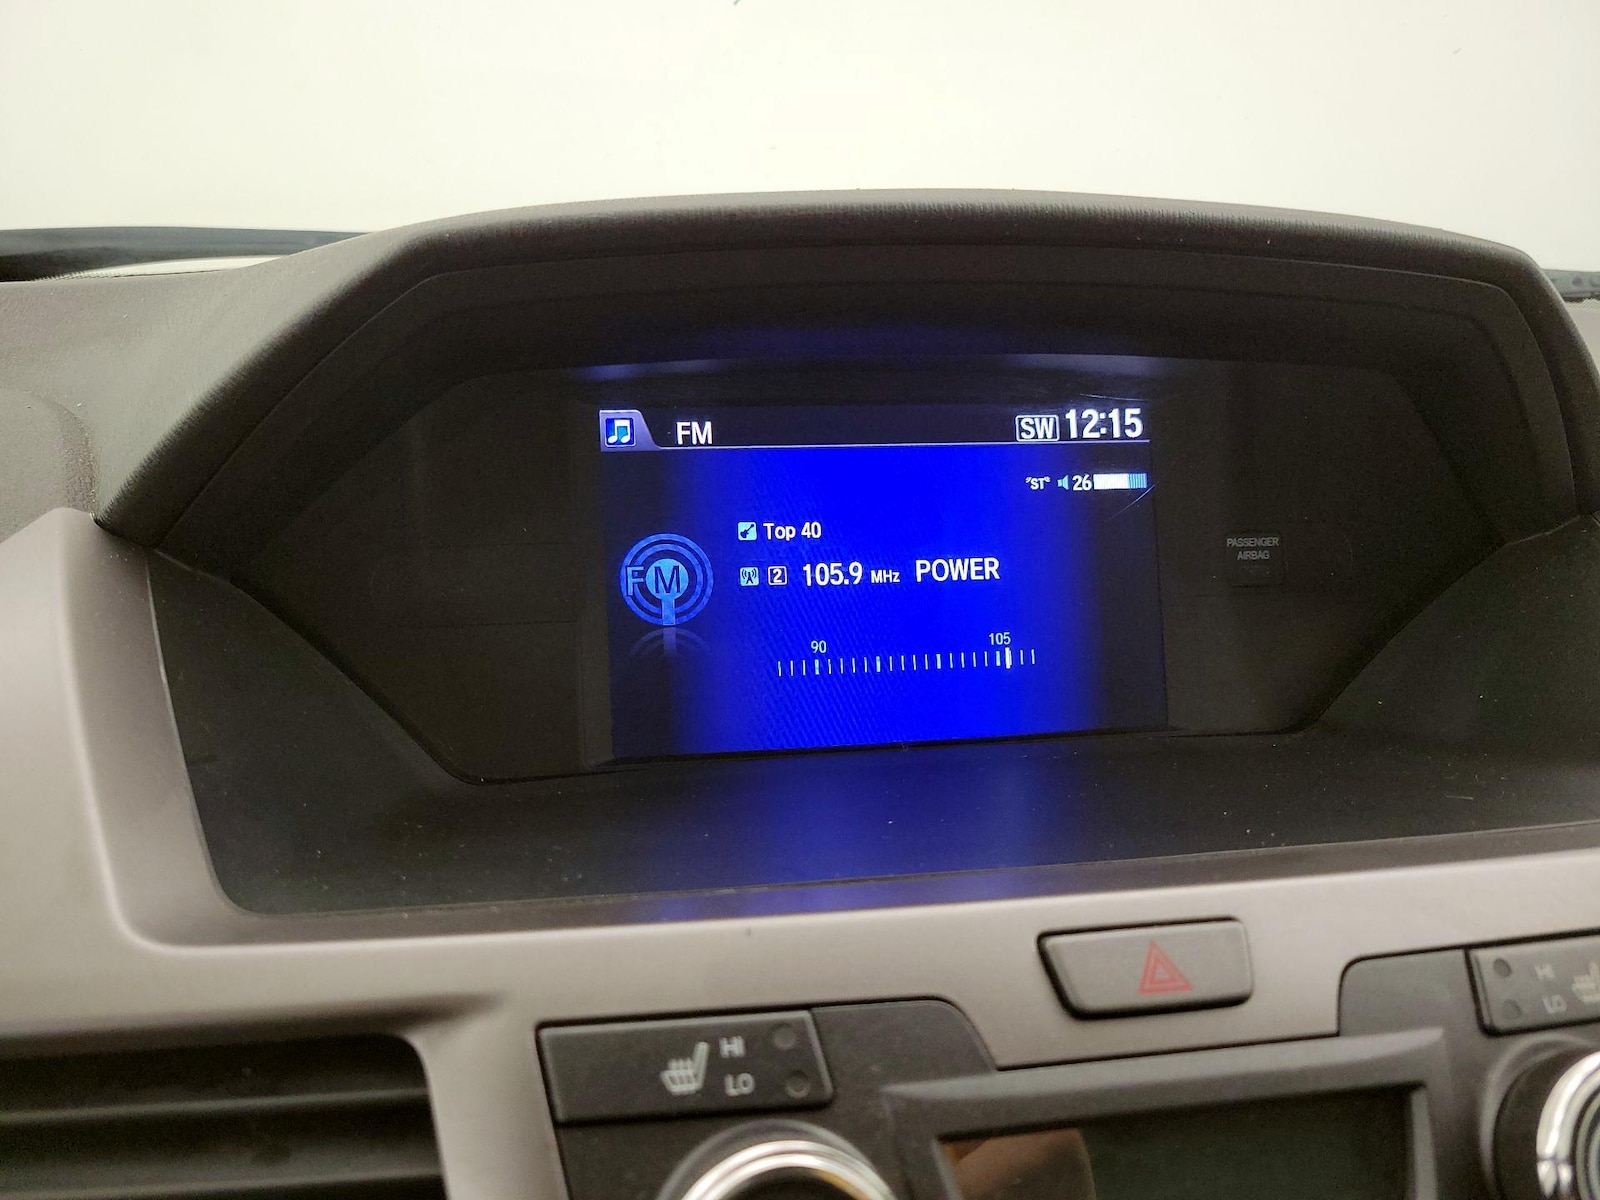 FM SW 12:15
"ST" 26
Top 40
FM 2 105.9 MHz POWER
90 105
PASSENGER
AIRBAG
HI
LO
HI
LO